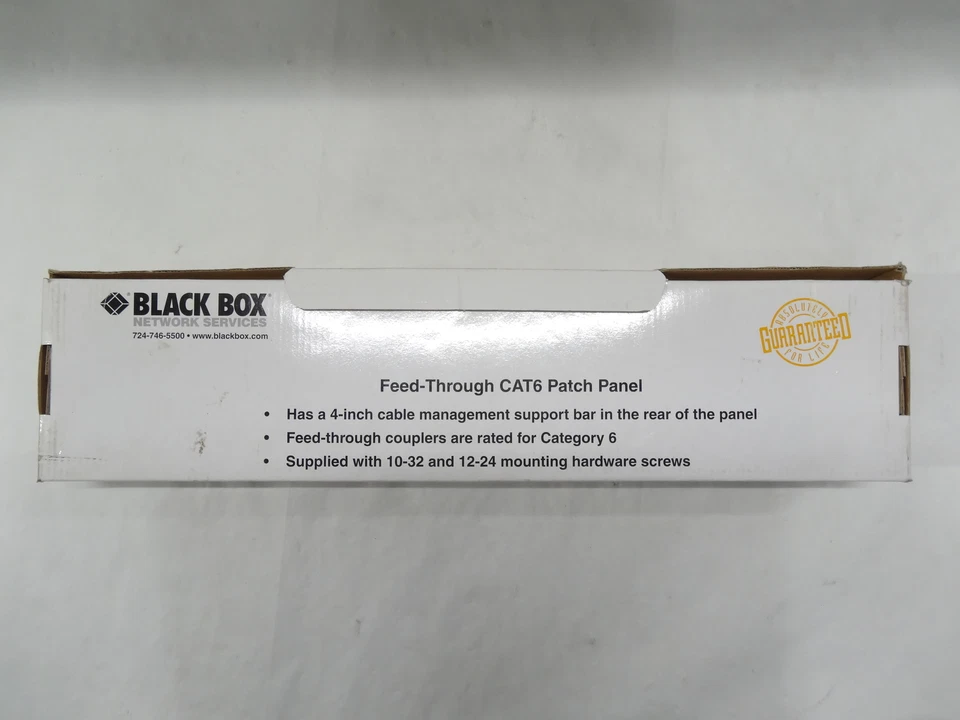 BLACK BOX®
NETWORK SERVICES
724-746-5500 • www.blackbox.com
ABSOLUTELY
GUARANTEED
FOR LIFE
Feed-Through CAT6 Patch Panel
• Has a 4-inch cable management support bar in the rear of the panel
• Feed-through couplers are rated for Category 6
• Supplied with 10-32 and 12-24 mounting hardware screws